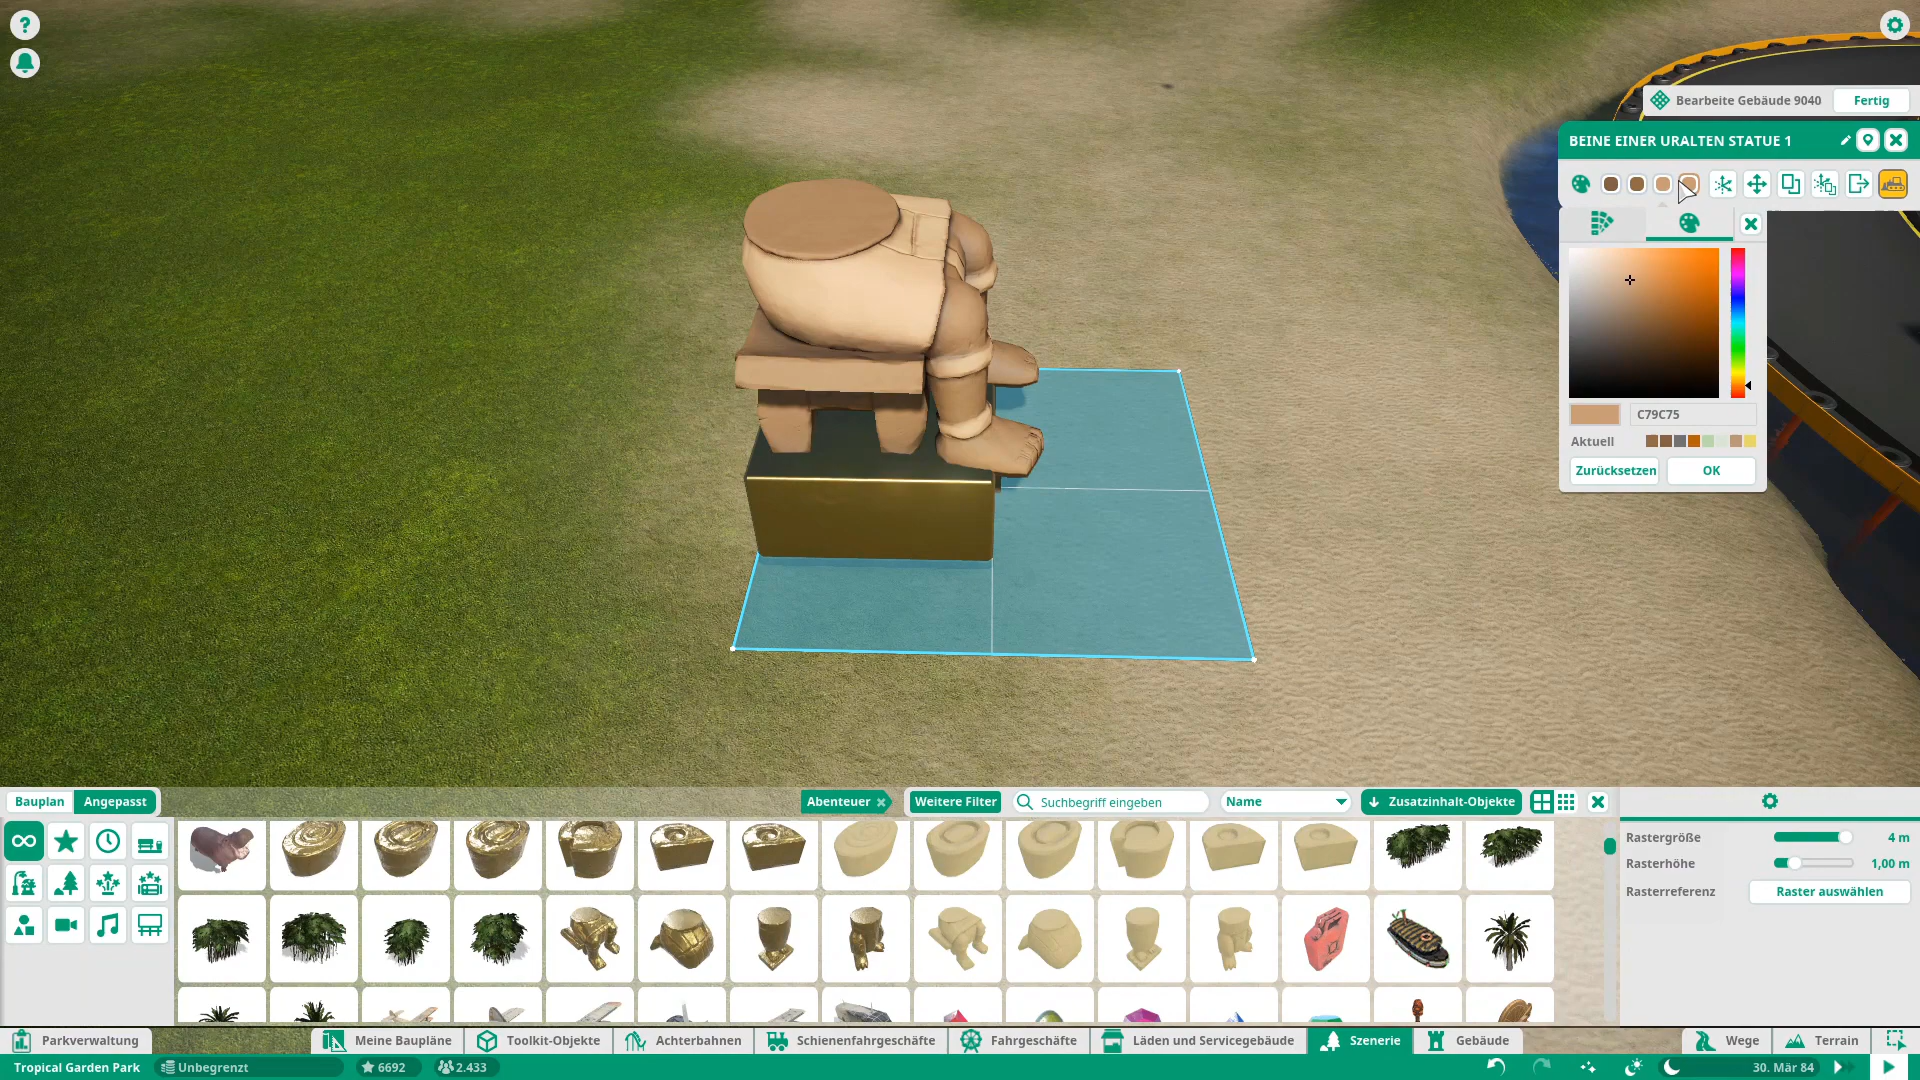 ?
Bearbeite Gebäude 9040
Fertig
BEINE EINER URALTEN STATUE 1
C79C75
Aktuell
Zurücksetzen
OK
Bauplan
Angepasst
Abenteuer
Weitere Filter
Suchbegriff eingeben
Name
Zusatzinhalt-Objekte
Rastergröße
4 m
Rasterhöhe
1,00 m
Rasterreferenz
Raster auswählen
Parkverwaltung
Meine Baupläne
Toolkit-Objekte
Achterbahnen
Schienenfahrgeschäfte
Fahrgeschäfte
Läden und Servicegebäude
Szenerie
Gebäude
Wege
Terrain
Tropical Garden Park
Unbegrenzt
6692
2.433
30. Mär 84